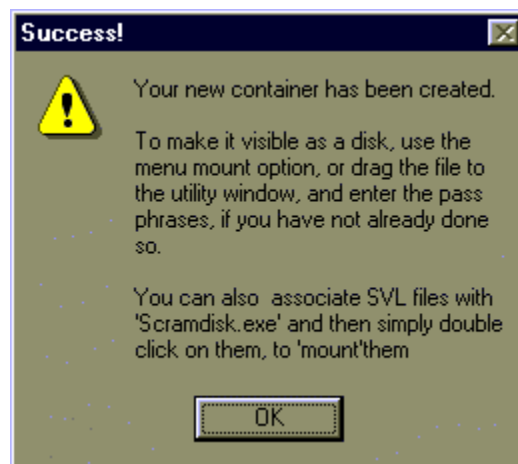 Success!
Your new container has been created.
To make it visible as a disk, use the
menu mount option, or drag the file to
the utility window, and enter the pass
phrases, if you have not already done
so.
You can also  associate SVL files with
'Scramdisk.exe' and then simply double
click on them, to 'mount'them
OK